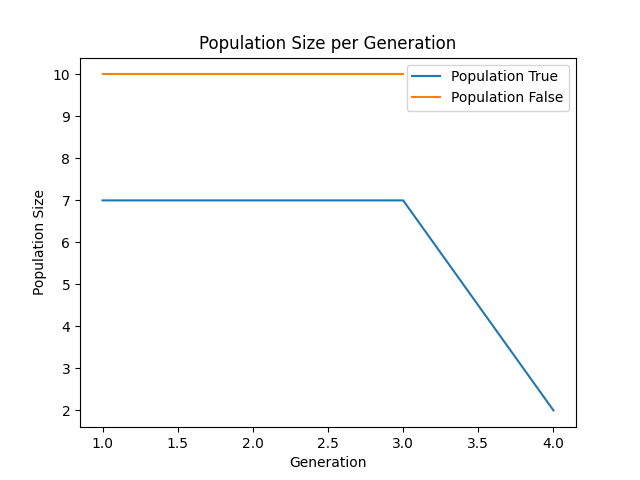 Population Size per Generation
Population True
Population False
10
9
8
7
6
5
4
3
2
Population Size
1.0 1.5 2.0 2.5 3.0 3.5 4.0
Generation